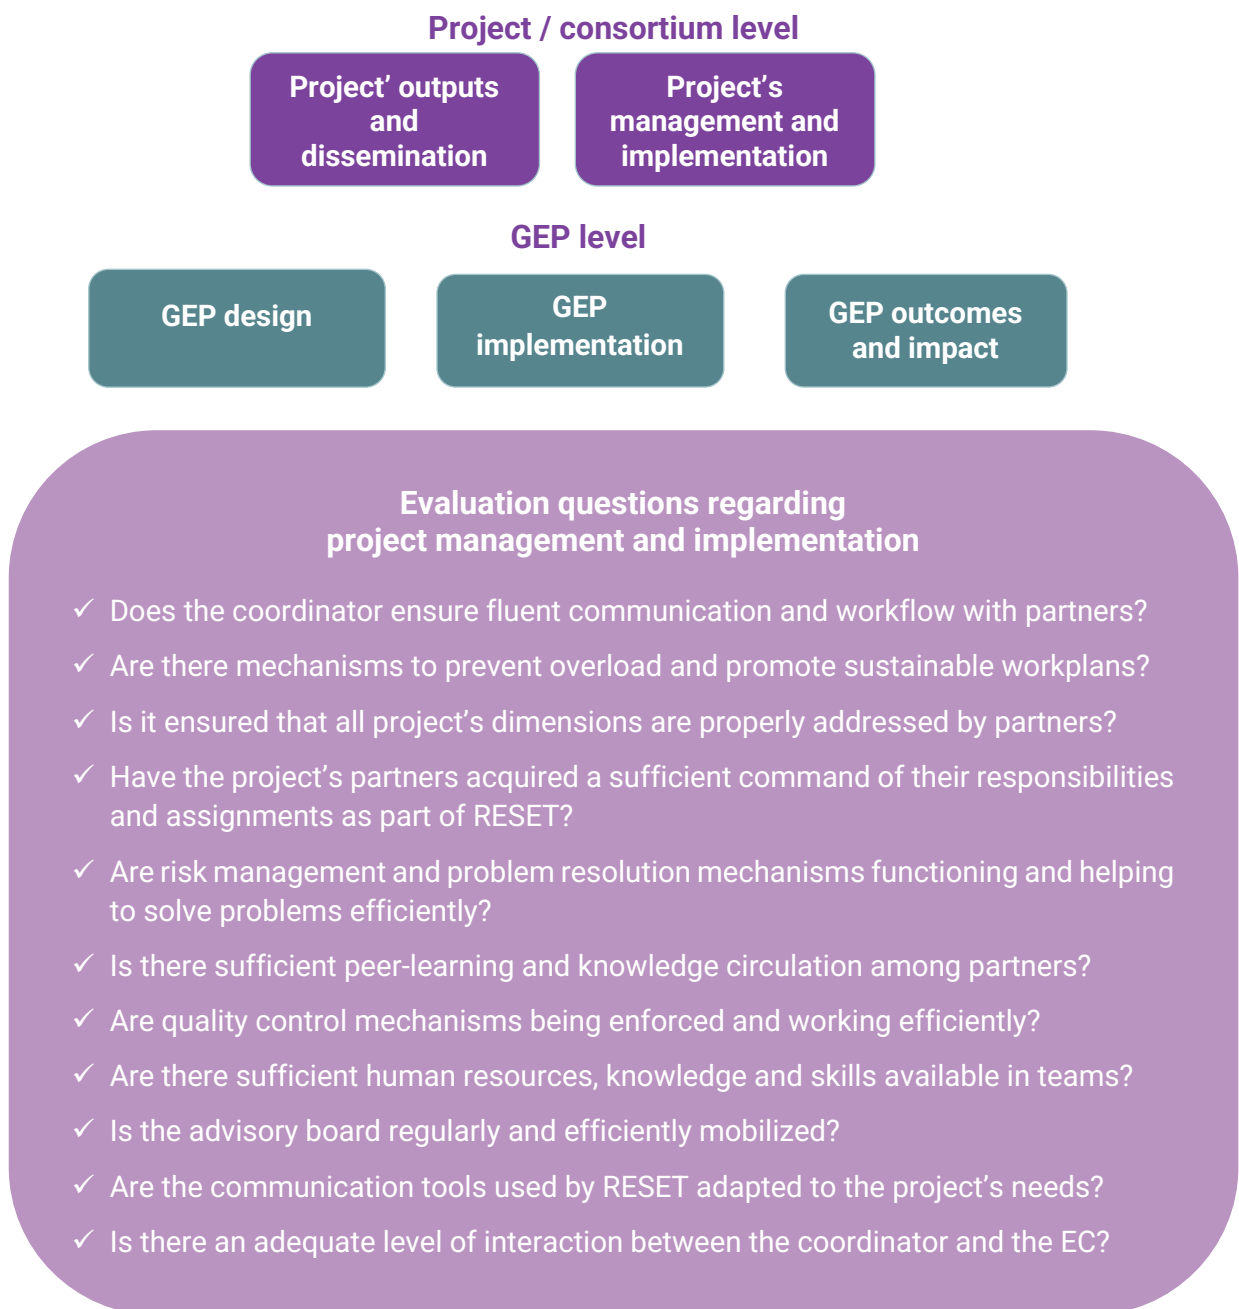 Project / consortium level
Project’ outputs
and
dissemination
Project’s
management and
implementation
GEP level
GEP design
GEP
implementation
GEP outcomes
and impact
Evaluation questions regarding
project management and implementation
✓ Does the coordinator ensure fluent communication and workflow with partners?
✓ Are there mechanisms to prevent overload and promote sustainable workplans?
✓ Is it ensured that all project’s dimensions are properly addressed by partners?
✓ Have the project’s partners acquired a sufficient command of their responsibilities
and assignments as part of RESET?
✓ Are risk management and problem resolution mechanisms functioning and helping
to solve problems efficiently?
✓ Is there sufficient peer-learning and knowledge circulation among partners?
✓ Are quality control mechanisms being enforced and working efficiently?
✓ Are there sufficient human resources, knowledge and skills available in teams?
✓ Is the advisory board regularly and efficiently mobilized?
✓ Are the communication tools used by RESET adapted to the project’s needs?
✓ Is there an adequate level of interaction between the coordinator and the EC?